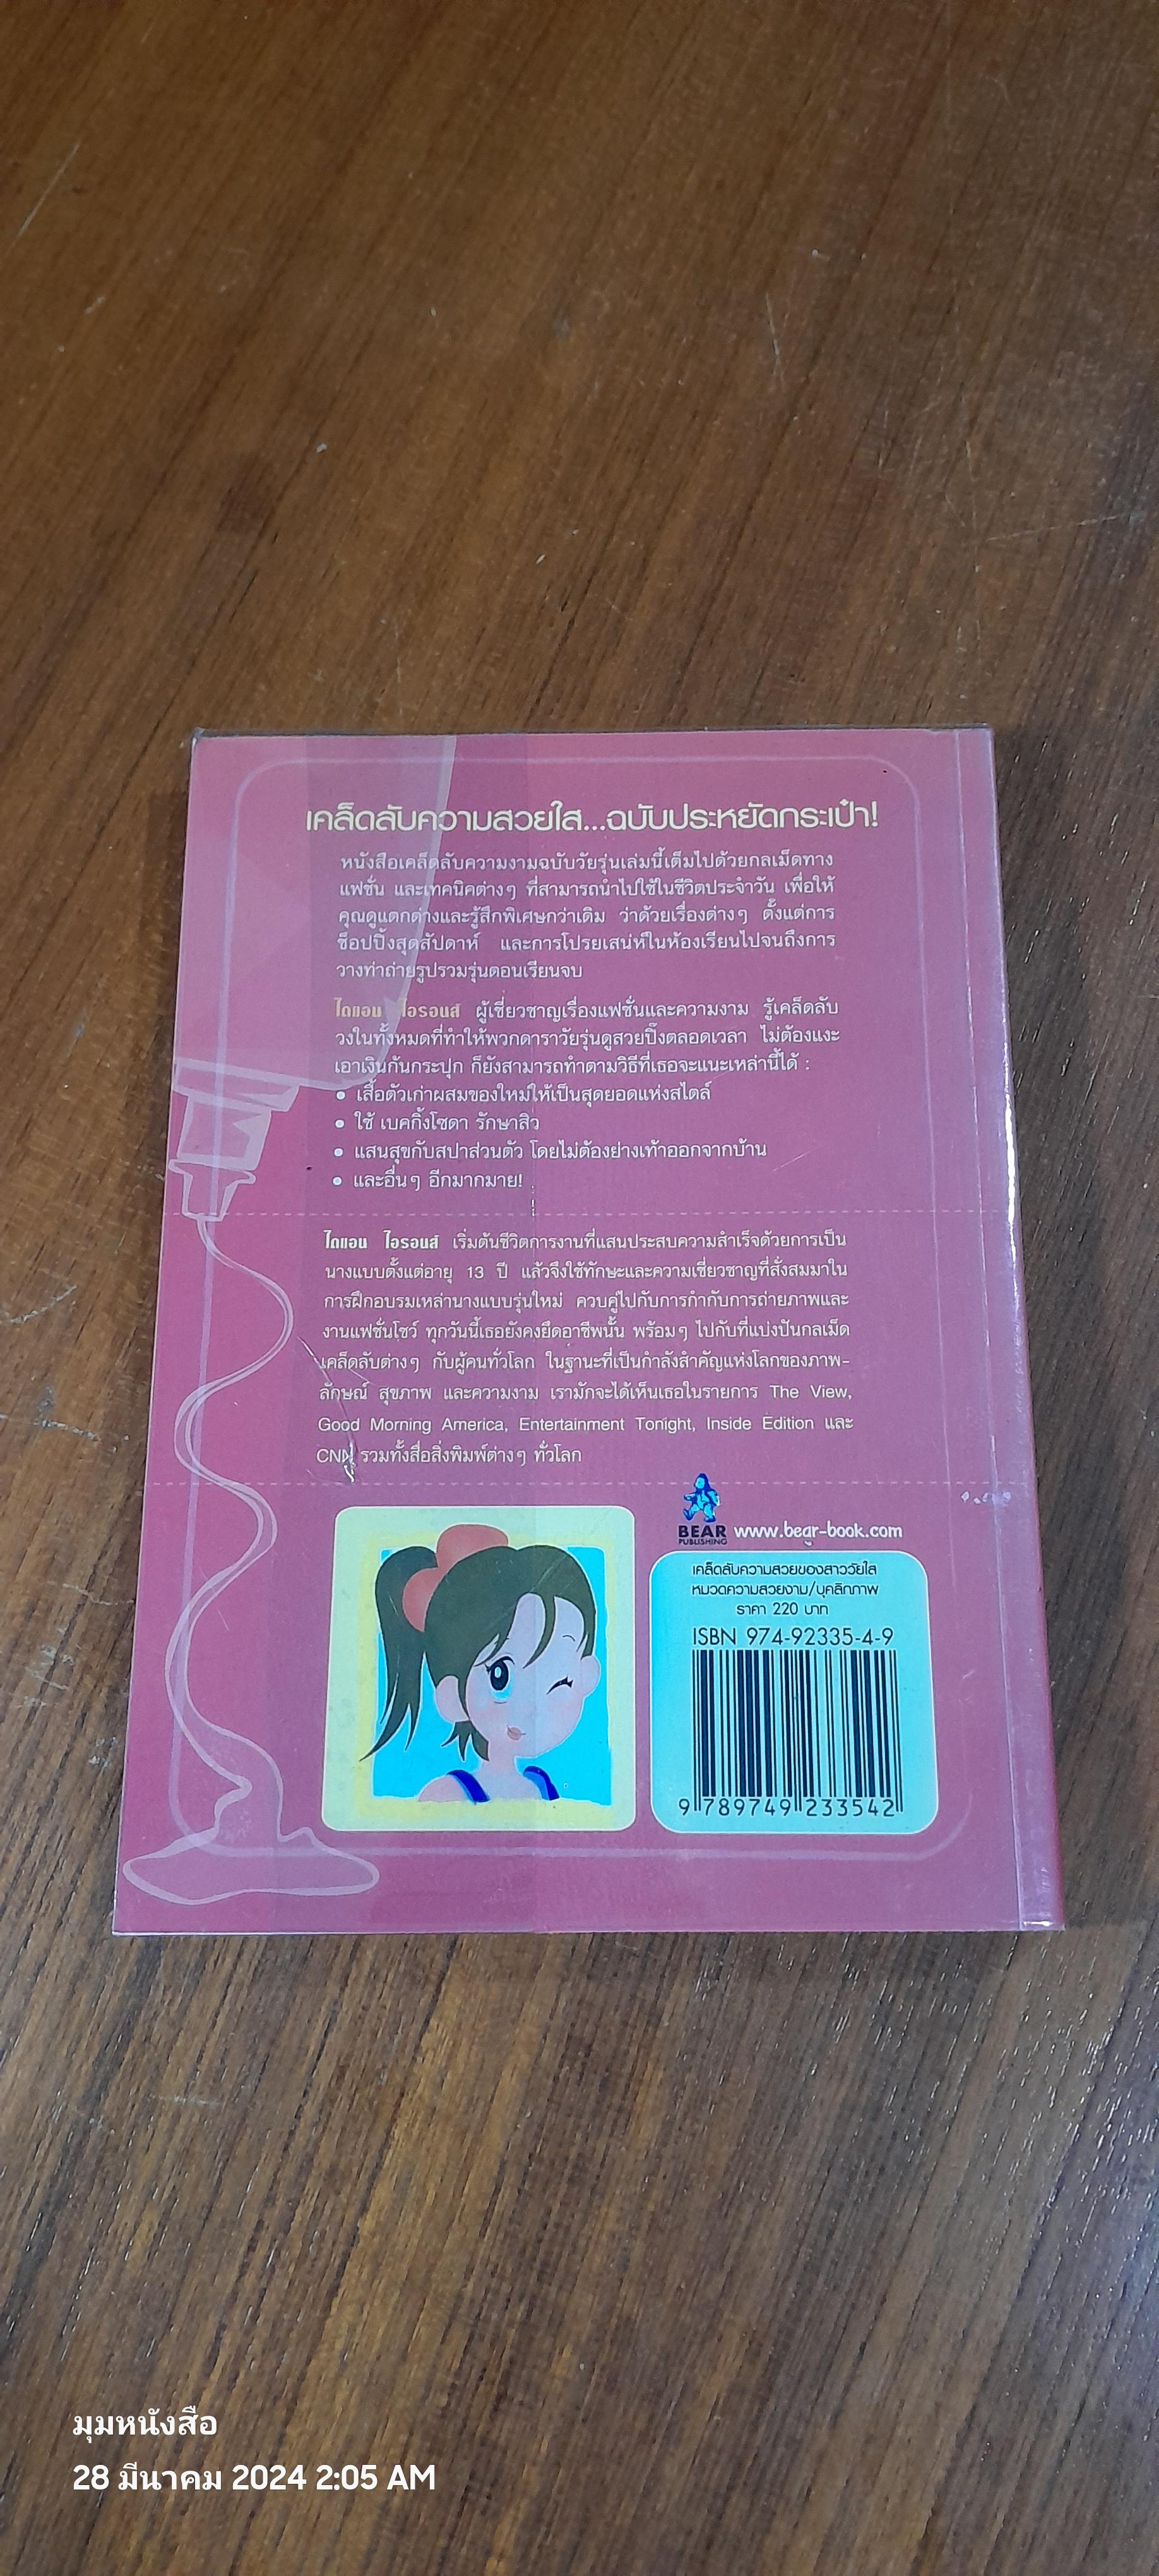 เคล็ดลับความสวยใส...ฉบับประหยัดกระเป๋า!
หนังสือเคล็ดลับความงามฉบับวัยรุ่นเล่มนี้เต็มไปด้วยกลเม็ดทาง
แฟชั่น และเทคนิคต่างๆ ที่สามารถนำไปใช้ในชีวิตประจำวัน เพื่อให้
คุณดูแตกต่างและรู้สึกพิเศษกว่าเดิม ว่าด้วยเรื่องต่างๆ ตั้งแต่การ
ช็อปปิ้งสุดสัปดาห์ และการโปรยเสน่ห์ในห้องเรียนไปจนถึงการ
วางท่าถ่ายรูปรวมรุ่นตอนเรียนจบ
ไดแอน ไอรอนส์ ผู้เชี่ยวชาญเรื่องแฟชั่นและความงาม รู้เคล็ดลับ
วงในทั้งหมดที่ทำให้พวกดาราวัยรุ่นดูสวยปิ๊งตลอดเวลา ไม่ต้องแงะ
เอาเงินก้นกระปุก ก็ยังสามารถทำตามวิธีที่เธอจะแนะเหล่านี้ได้ :
• เสื้อตัวเก่าผสมของใหม่ให้เป็นสุดยอดแห่งสไตล์
• ใช้ เบคกิ้งโซดา รักษาสิว
• แสนสุขกับสปาส่วนตัว โดยไม่ต้องย่างเท้าออกจากบ้าน
• และอื่นๆ อีกมากมาย!
ไดแอน ไอรอนส์ เริ่มต้นชีวิตการงานที่แสนประสบความสำเร็จด้วยการเป็น
นางแบบตั้งแต่อายุ 13 ปี แล้วจึงใช้ทักษะและความเชี่ยวชาญที่สั่งสมมาใน
การฝึกอบรมเหล่านางแบบรุ่นใหม่ ควบคู่ไปกับการกำกับการถ่ายภาพและ
งานแฟชั่นโชว์ ทุกวันนี้เธอยังคงยึดอาชีพนั้น พร้อมๆ ไปกับที่แบ่งปันกลเม็ด
เคล็ดลับต่างๆ กับผู้คนทั่วโลก ในฐานะที่เป็นกำลังสำคัญแห่งโลกของภาพ-
ลักษณ์ สุขภาพ และความงาม เรามักจะได้เห็นเธอในรายการ The View,
Good Morning America, Entertainment Tonight, Inside Edition และ
CNN รวมทั้งสื่อสิ่งพิมพ์ต่างๆ ทั่วโลก
BEAR www.bear-book.com
PUBLISHING
เคล็ดลับความสวยของสาววัยใส
หมวดความสวยงาม/บุคลิกภาพ
ราคา 220 บาท
ISBN 974-92335-4-9
9 789749 233542
มุมหนังสือ
28 มีนาคม 2024 2:05 AM